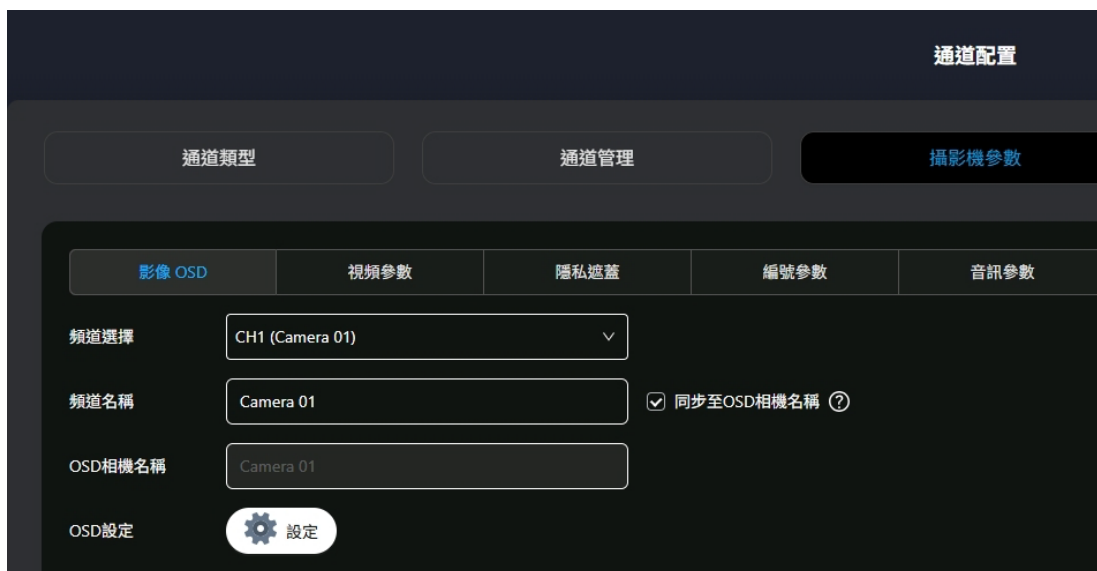 通道配置
通道類型 通道管理 攝影機參數
影像 OSD 視頻參數 隱私遮蓋 編號參數 音訊參數
頻道選擇 CH1 (Camera 01)
頻道名稱 Camera 01 同步至OSD相機名稱 ?
OSD相機名稱 Camera 01
OSD設定 設定